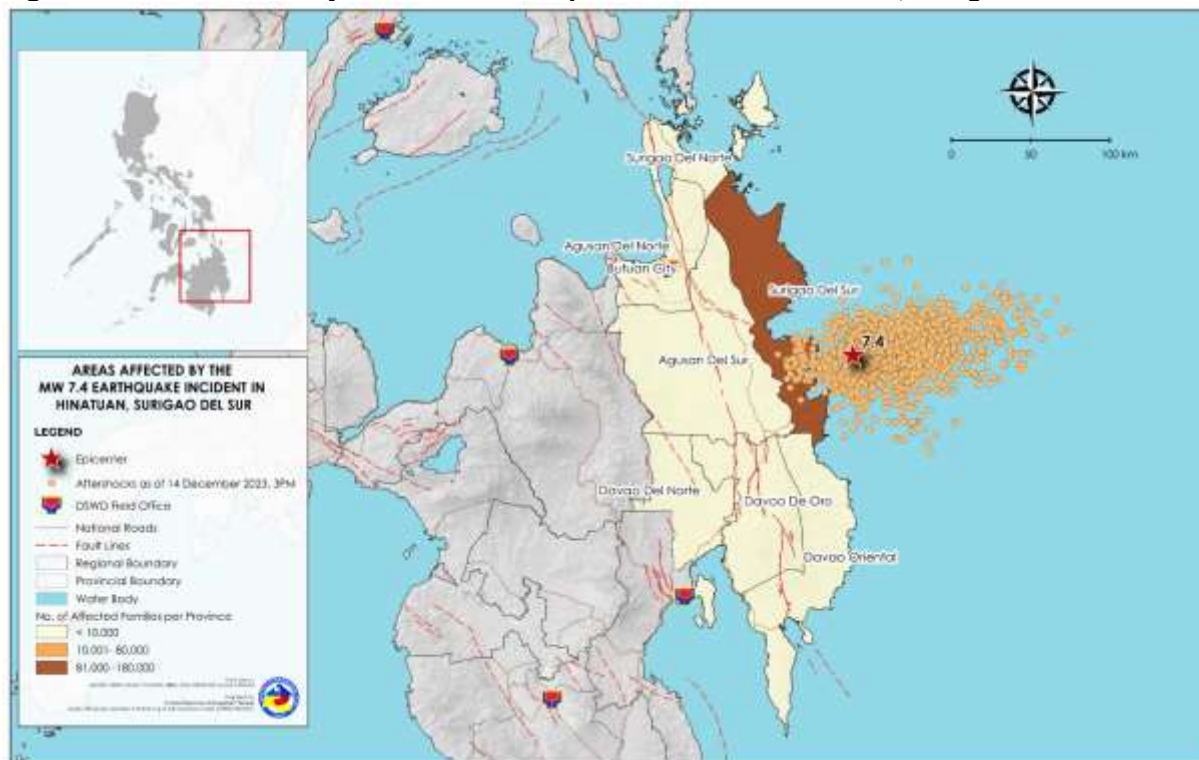 Surigao Del Norte
0 50 100 km
Agusan Del Norte
Butuan City
Surigao Del Sur
7.4
Agusan Del Sur
Davao Del Norte
Davao De Oro
Davao Oriental
AREAS AFFECTED BY THE
MW 7.4 EARTHQUAKE INCIDENT IN
HINATUAN, SURIGAO DEL SUR
LEGEND
Epicenter
Aftershocks as of 14 December 2023, 3PM
DSWD Field Office
National Roads
Fault Lines
Regional Boundary
Provincial Boundary
Water Body
No. of Affected Families per Province
< 10,000
10,001- 80,000
81,000 -180,000